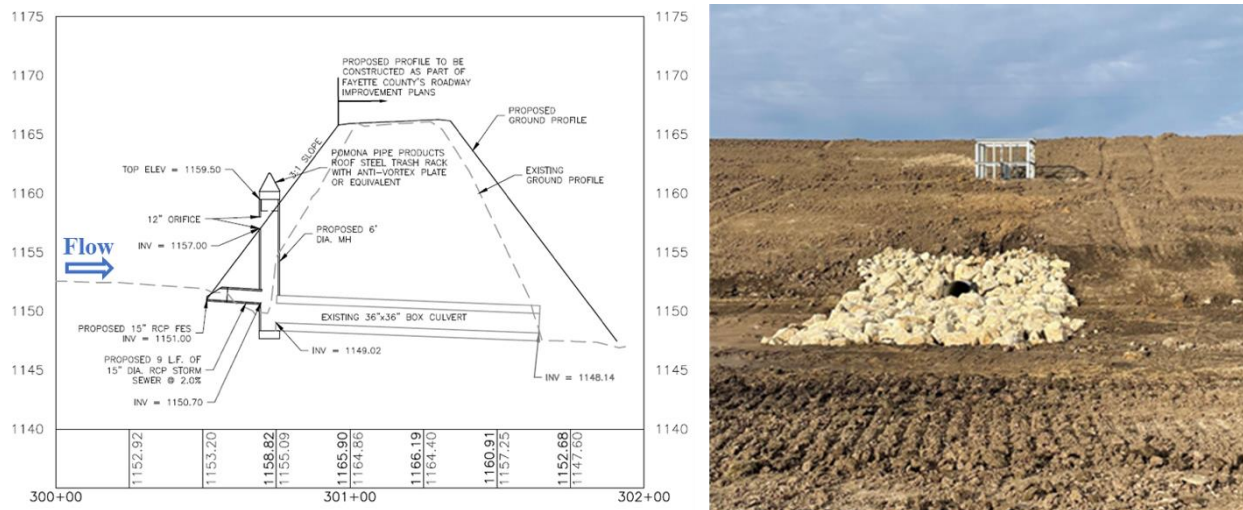 1175
1170
1165
1160
1155
1150
1145
1140
PROPOSED PROFILE TO BE
CONSTRUCTED AS PART OF
FAYETTE COUNTY'S ROADWAY
IMPROVEMENT PLANS
PROPOSED
GROUND PROFILE
3:1 SLOPE
POMONA PIPE PRODUCTS
ROOF STEEL TRASH RACK
WITH ANTI-VORTEX PLATE
OR EQUIVALENT
TOP ELEV = 1159.50
EXISTING
GROUND PROFILE
12" ORIFICE
INV = 1157.00
PROPOSED 6'
DIA. MH
Flow
EXISTING 36"x36" BOX CULVERT
PROPOSED 15" RCP FES
INV = 1151.00
INV = 1149.02
PROPOSED 9 L.F. OF
15" DIA. RCP STORM
SEWER @ 2.0%
INV = 1148.14
INV = 1150.70
1175
1170
1165
1160
1155
1150
1145
1140
1152.92
1153.20
1158.82
1155.09
1165.90
1164.86
1166.19
1164.40
1160.91
1157.25
1152.68
1147.60
300+00
301+00
302+00